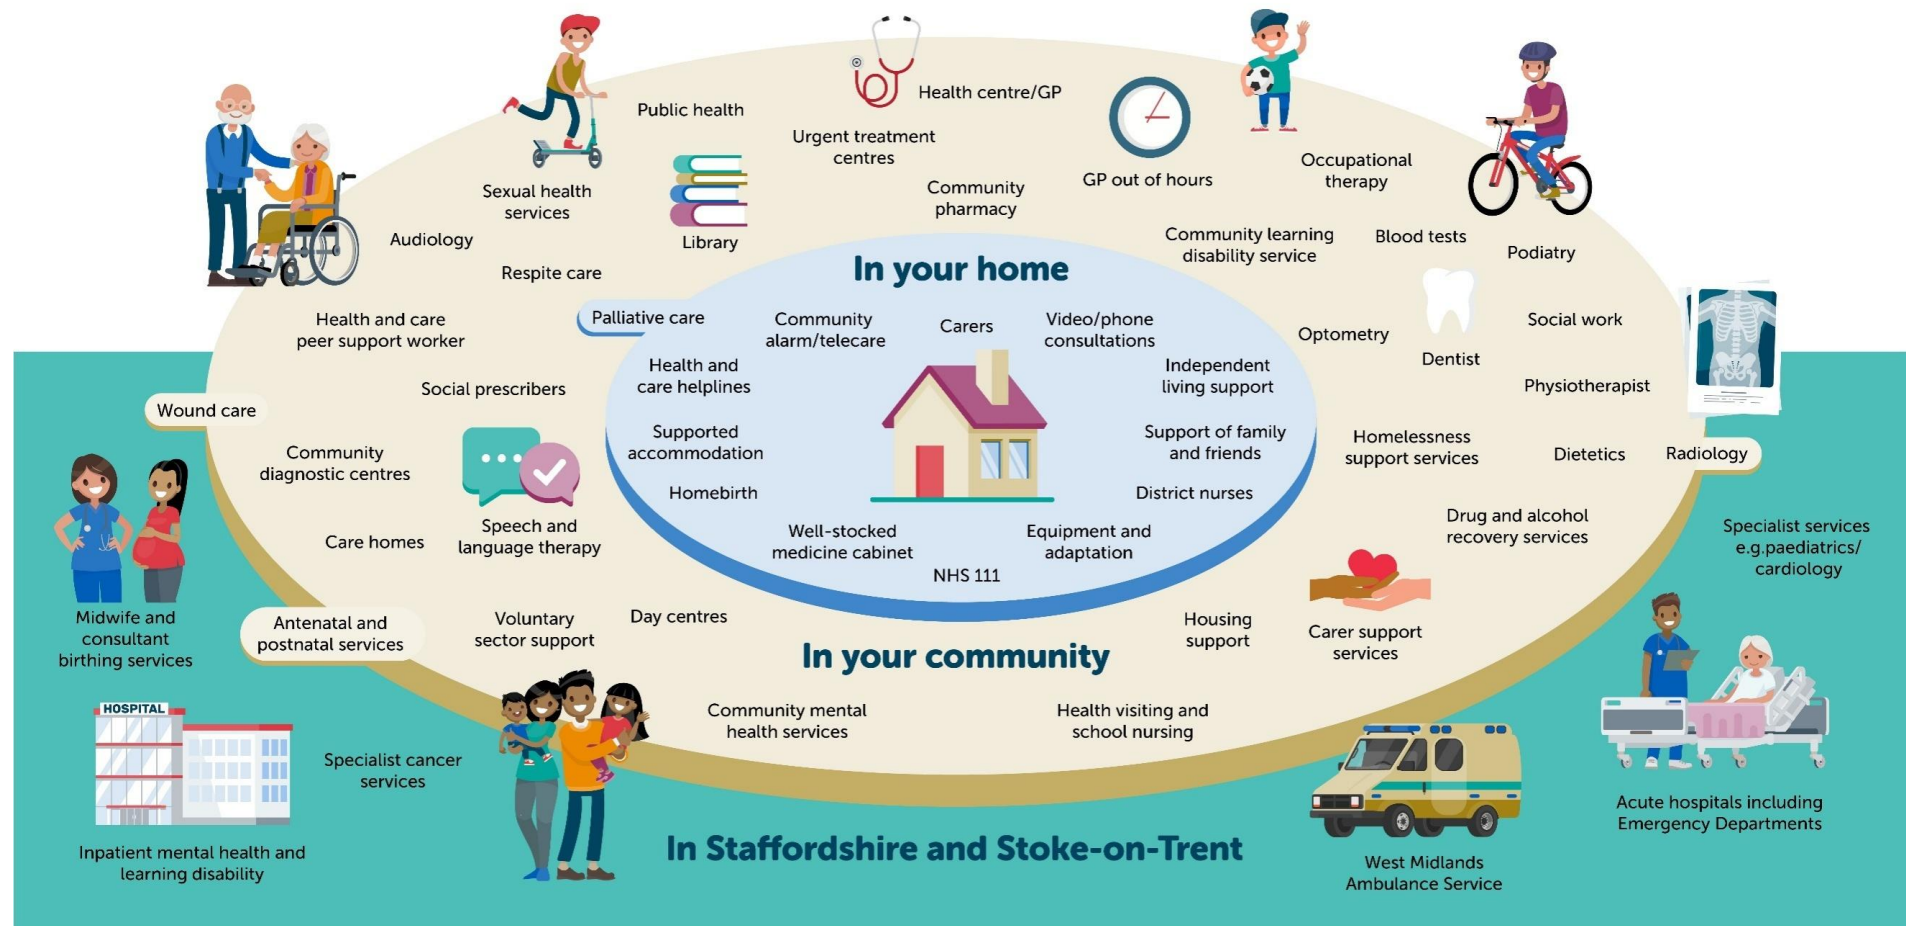 Public health
Health centre/GP
Urgent treatment
centres
GP out of hours
Occupational
therapy
Sexual health
services
Community
pharmacy
Audiology
Library
Respite care
Community learning
disability service
Blood tests
Podiatry
In your home
Health and care
peer support worker
Palliative care
Community
alarm/telecare
Carers
Video/phone
consultations
Optometry
Dentist
Social work
Health and
care helplines
Independent
living support
Social prescribers
Physiotherapist
Wound care
Supported
accommodation
Support of family
and friends
Homelessness
support services
Dietetics
Radiology
Community
diagnostic centres
Homebirth
District nurses
Speech and
language therapy
Care homes
Well-stocked
medicine cabinet
NHS 111
Equipment and
adaptation
Drug and alcohol
recovery services
Specialist services
e.g.paediatrics/
cardiology
Midwife and
consultant
birthing services
Antenatal and
postnatal services
Voluntary
sector support
Day centres
In your community
Housing
support
Carer support
services
HOSPITAL
Community mental
health services
Health visiting and
school nursing
Specialist cancer
services
Inpatient mental health and
learning disability
In Staffordshire and Stoke-on-Trent
West Midlands
Ambulance Service
Acute hospitals including
Emergency Departments